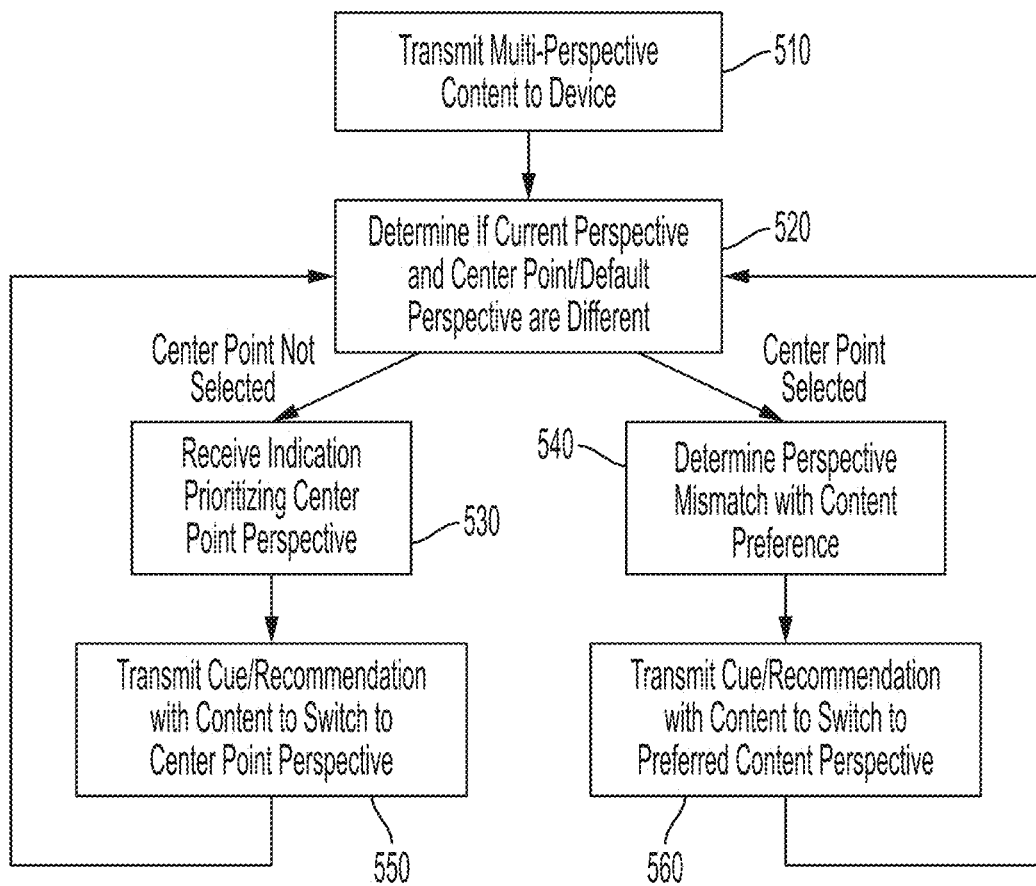 Transmit Multi-Perspective
Content to Device
510
Determine If Current Perspective
and Center Point/Default
Perspective are Different
520
Center Point Not
Selected
Center Point
Selected
Receive Indication
Prioritizing Center
Point Perspective
530
540
Determine Perspective
Mismatch with Content
Preference
Transmit Cue/Recommendation
with Content to Switch to
Center Point Perspective
550
Transmit Cue/Recommendation
with Content to Switch to
Preferred Content Perspective
560